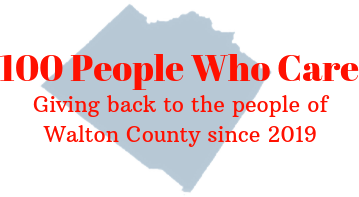 100 People Who Care
Giving back to the people of
Walton County since 2019